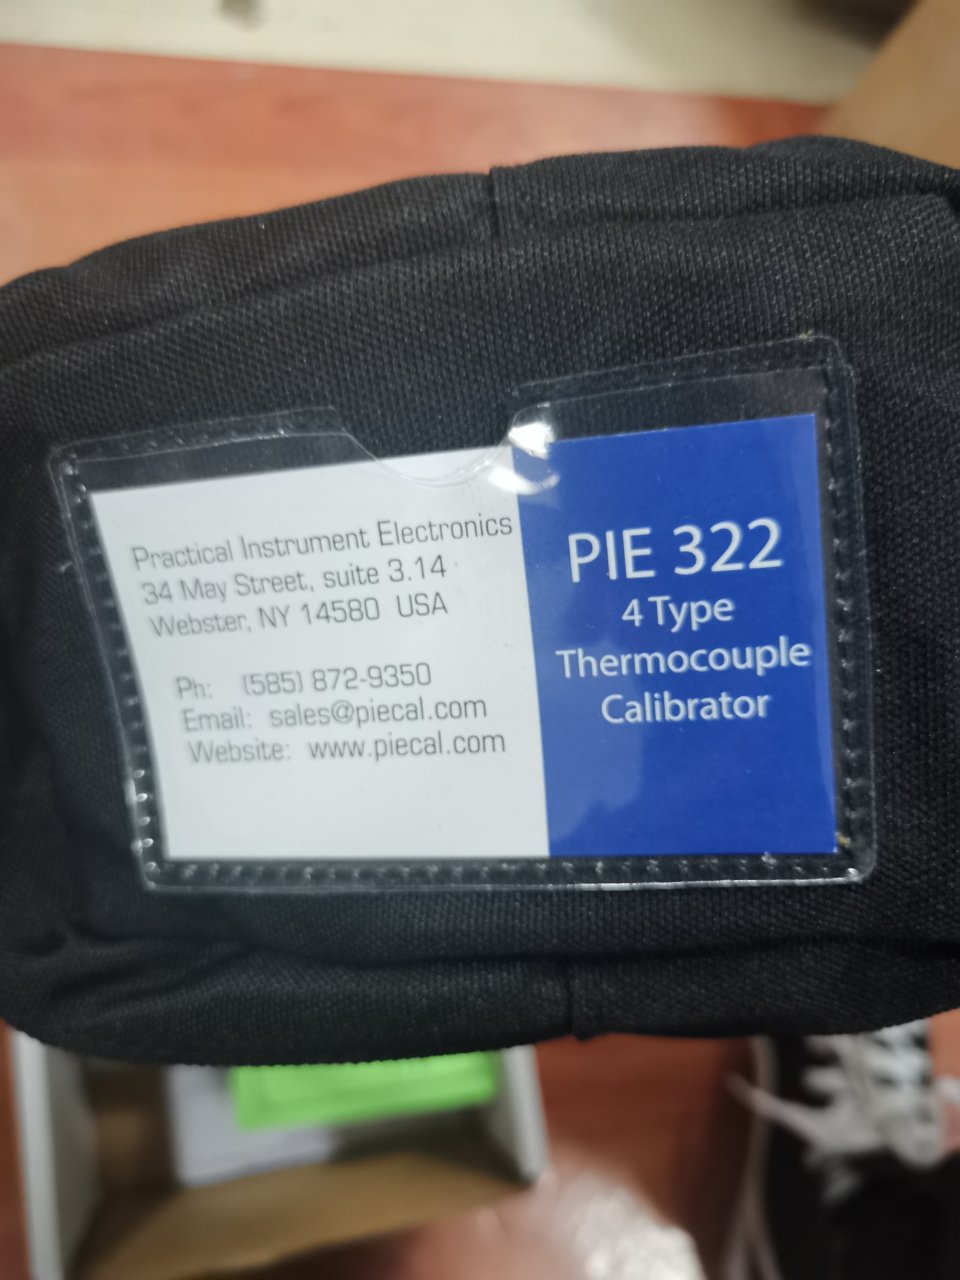 Practical Instrument Electronics
34 May Street, suite 3.14
Webster, NY 14580 USA
Ph: (585) 872-9350
Email: sales@piecal.com
Website: www.piecal.com
PIE 322
4 Type
Thermocouple
Calibrator